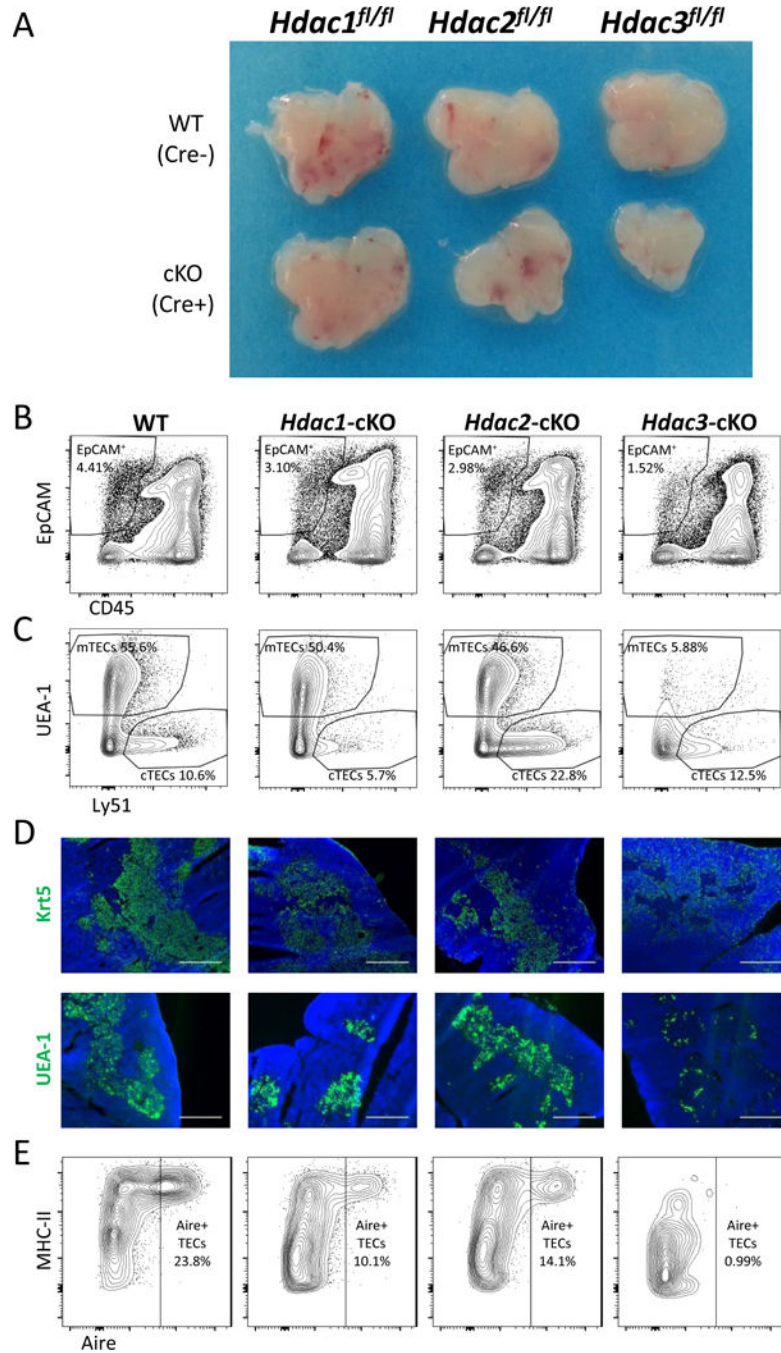 A
Hdac1fl/fl Hdac2fl/fl Hdac3fl/fl
WT
(Cre-)
cKO
(Cre+)
B
WT Hdac1-cKO Hdac2-cKO Hdac3-cKO
EpCAM+
4.41%
EpCAM+
3.10%
EpCAM+
2.98%
EpCAM+
1.52%
EpCAM
CD45
C
mTECs 55.6% mTECs 50.4% mTECs 46.6% mTECs 5.88%
UEA-1
cTECs 10.6% cTECs 5.7% cTECs 22.8% cTECs 12.5%
Ly51
D
Krt5
UEA-1
E
MHC-II
Aire+
TECs
23.8%
Aire+
TECs
10.1%
Aire+
TECs
14.1%
Aire+
TECs
0.99%
Aire